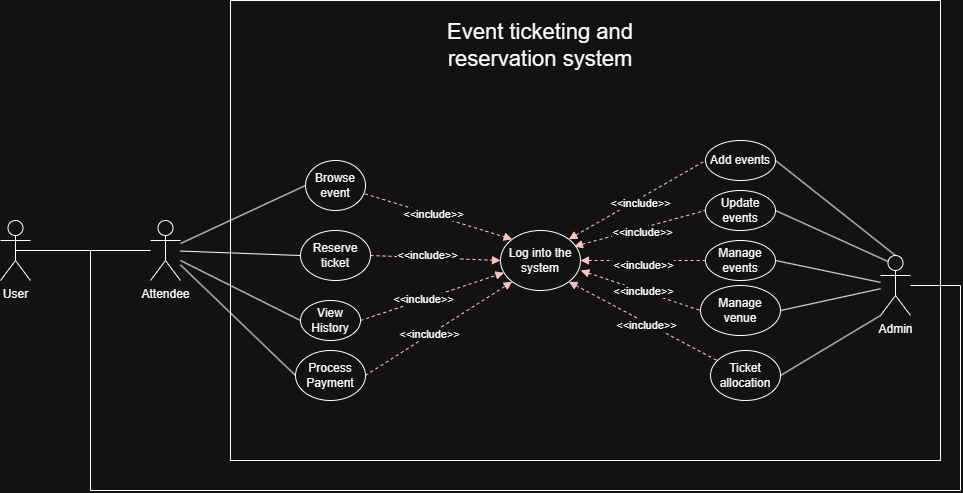 Event ticketing and
reservation system
Browse
event
Reserve
ticket
View
History
Process
Payment
<<include>>
<<include>>
<<include>>
<<include>>
Log into the
system
<<include>>
<<include>>
<<include>>
<<include>>
<<include>>
Add events
Update
events
Manage
events
Manage
venue
Ticket
allocation
User
Attendee
Admin